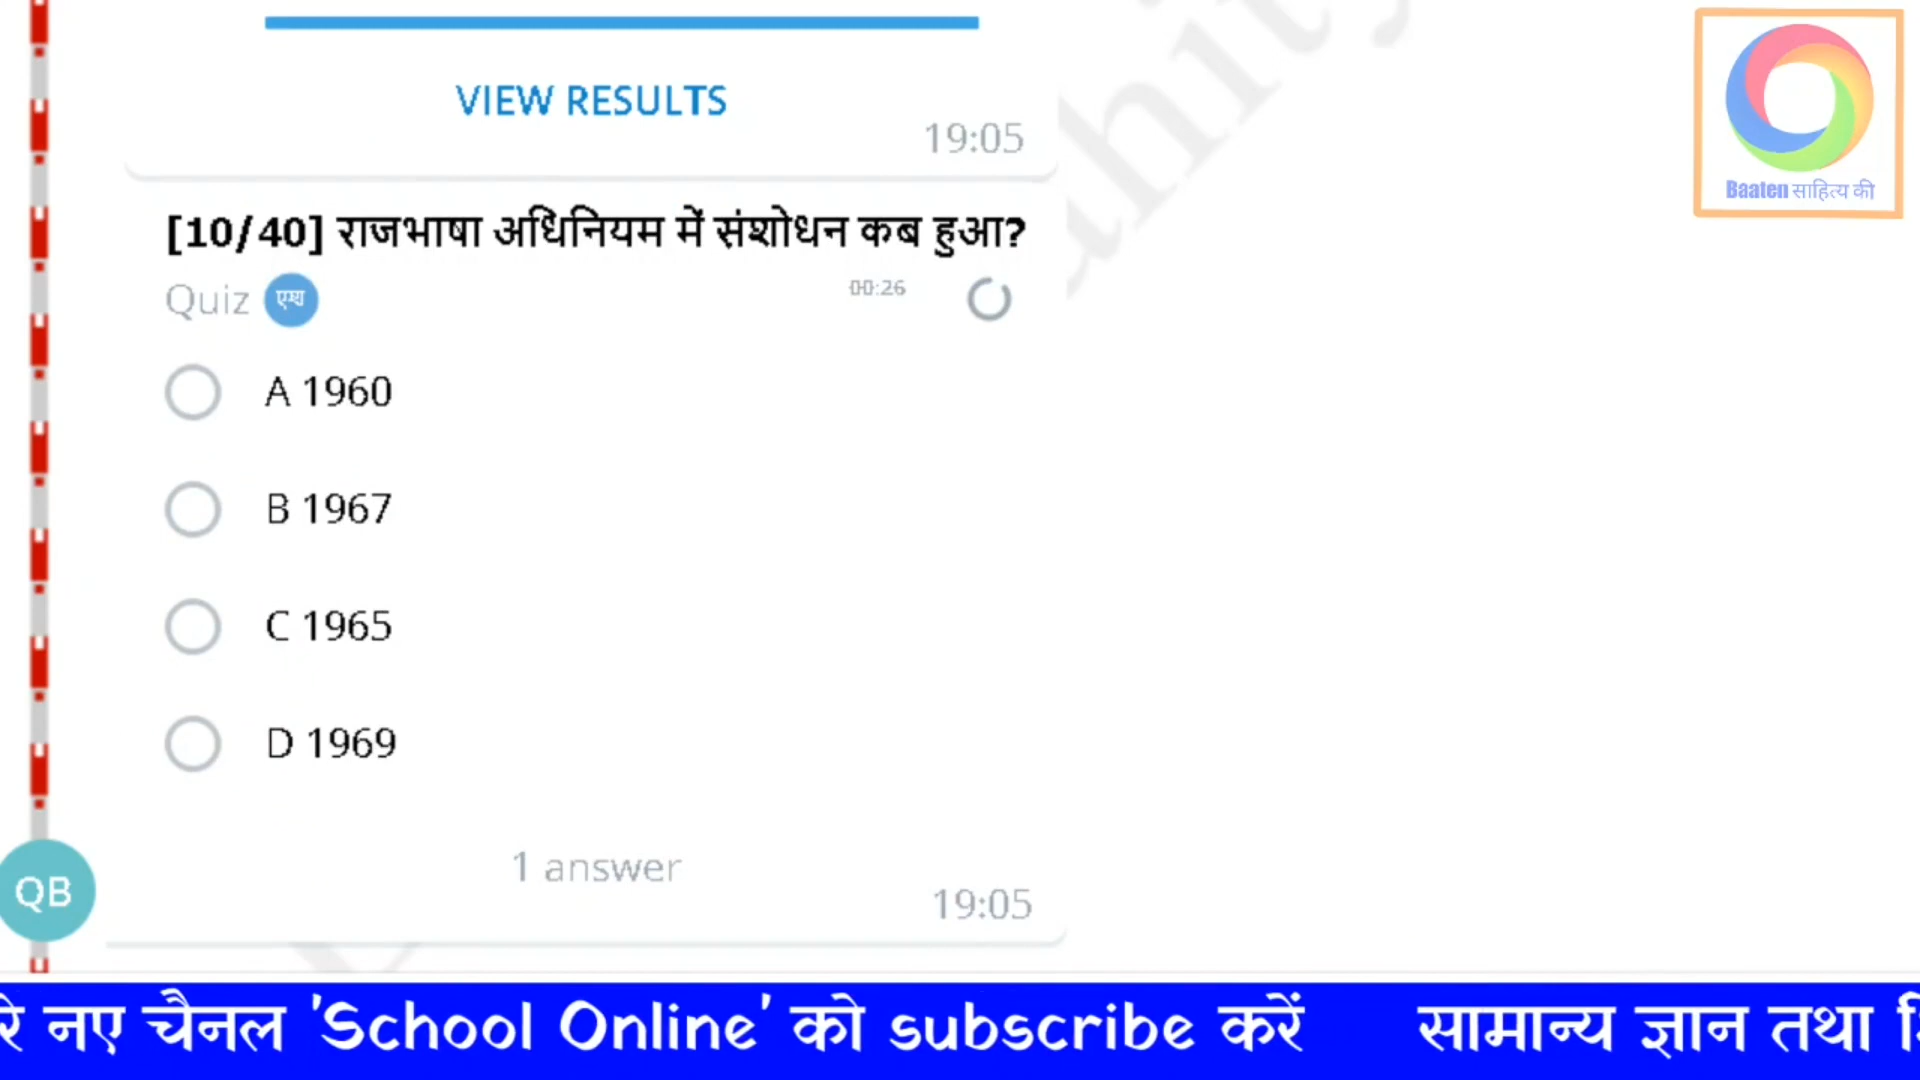 VIEW RESULTS
19:05
Baaten साहित्य की
[10/40] राजभाषा अधिनियम में संशोधन कब हुआ?
Quiz
00:26
A 1960
B 1967
C 1965
D 1969
1 answer
QB
19:05
रे नए चैनल 'School Online' को subscribe करें सामान्य ज्ञान तथा